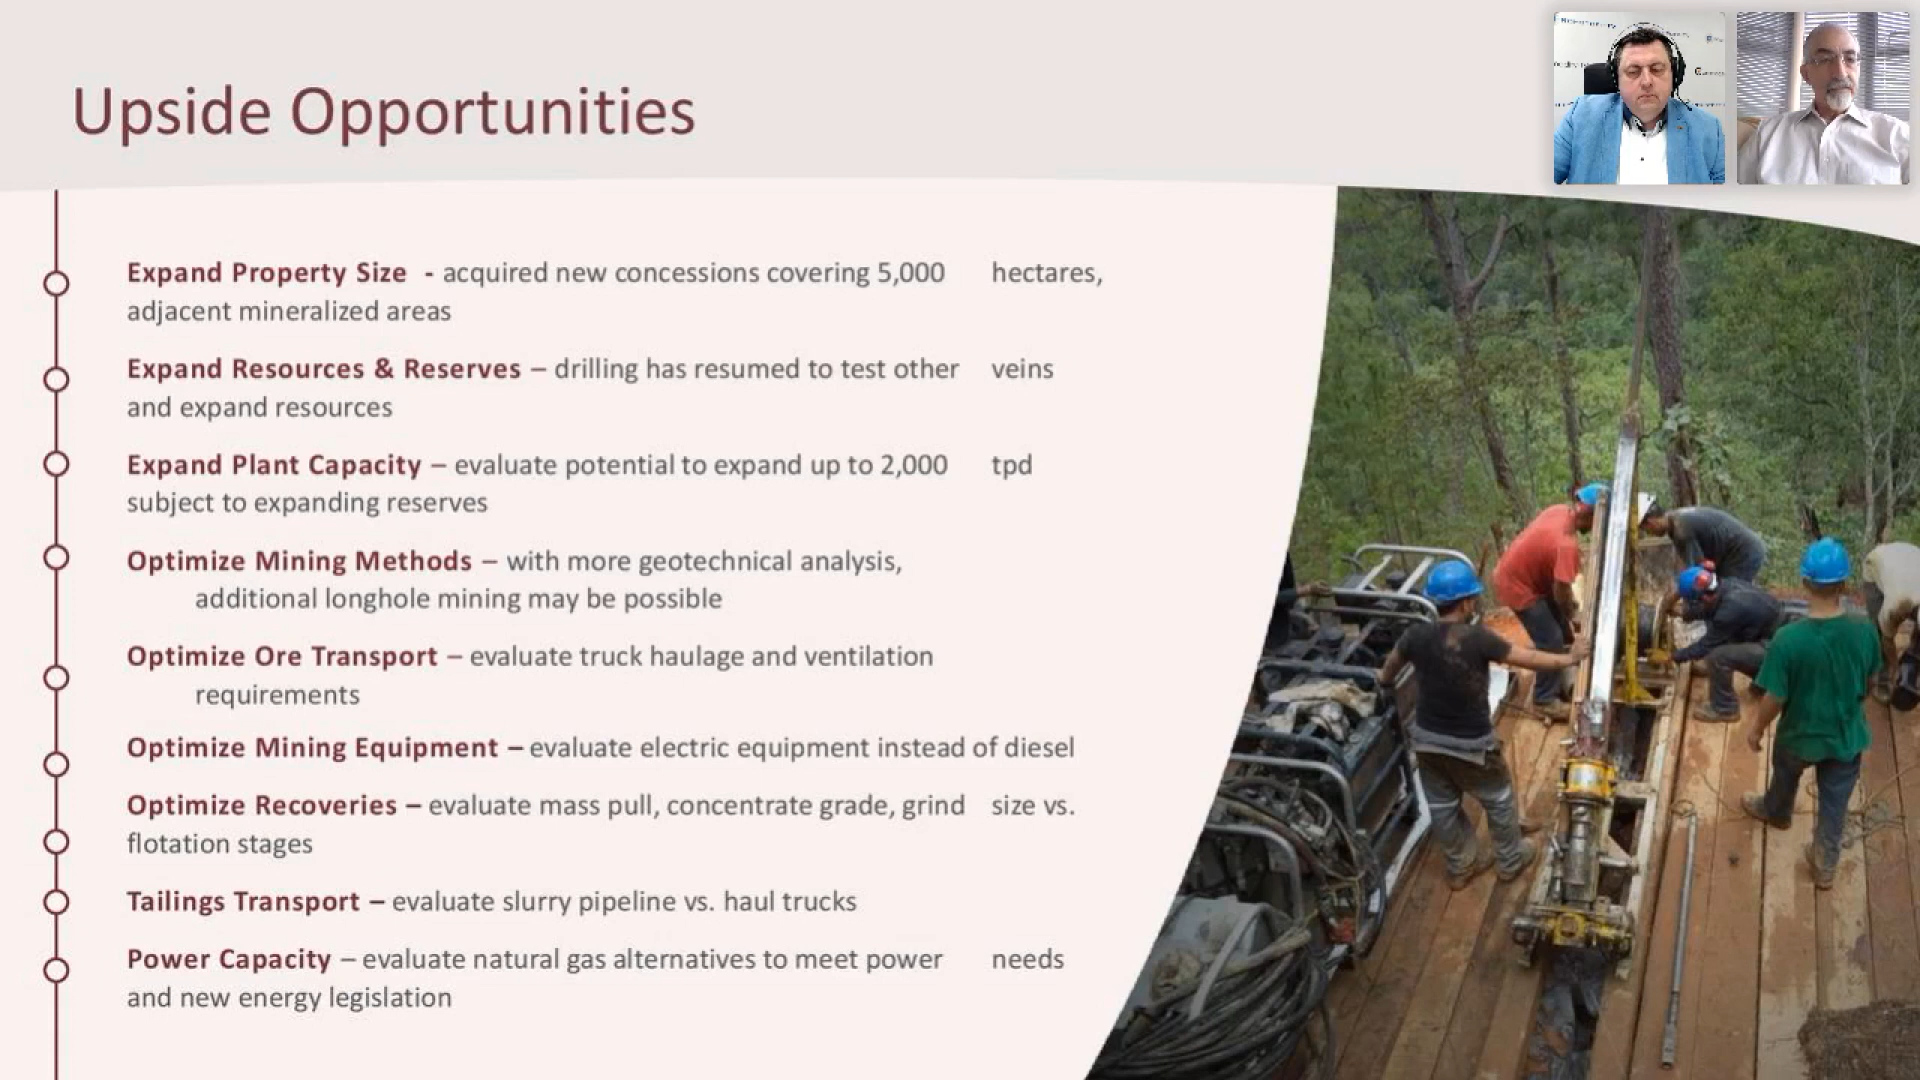 Upside Opportunities
Expand Property Size - acquired new concessions covering 5,000 hectares,
adjacent mineralized areas
Expand Resources & Reserves – drilling has resumed to test other veins
and expand resources
Expand Plant Capacity – evaluate potential to expand up to 2,000 tpd
subject to expanding reserves
Optimize Mining Methods – with more geotechnical analysis,
additional longhole mining may be possible
Optimize Ore Transport – evaluate truck haulage and ventilation
requirements
Optimize Mining Equipment – evaluate electric equipment instead of diesel
Optimize Recoveries – evaluate mass pull, concentrate grade, grind size vs.
flotation stages
Tailings Transport – evaluate slurry pipeline vs. haul trucks
Power Capacity – evaluate natural gas alternatives to meet power needs
and new energy legislation